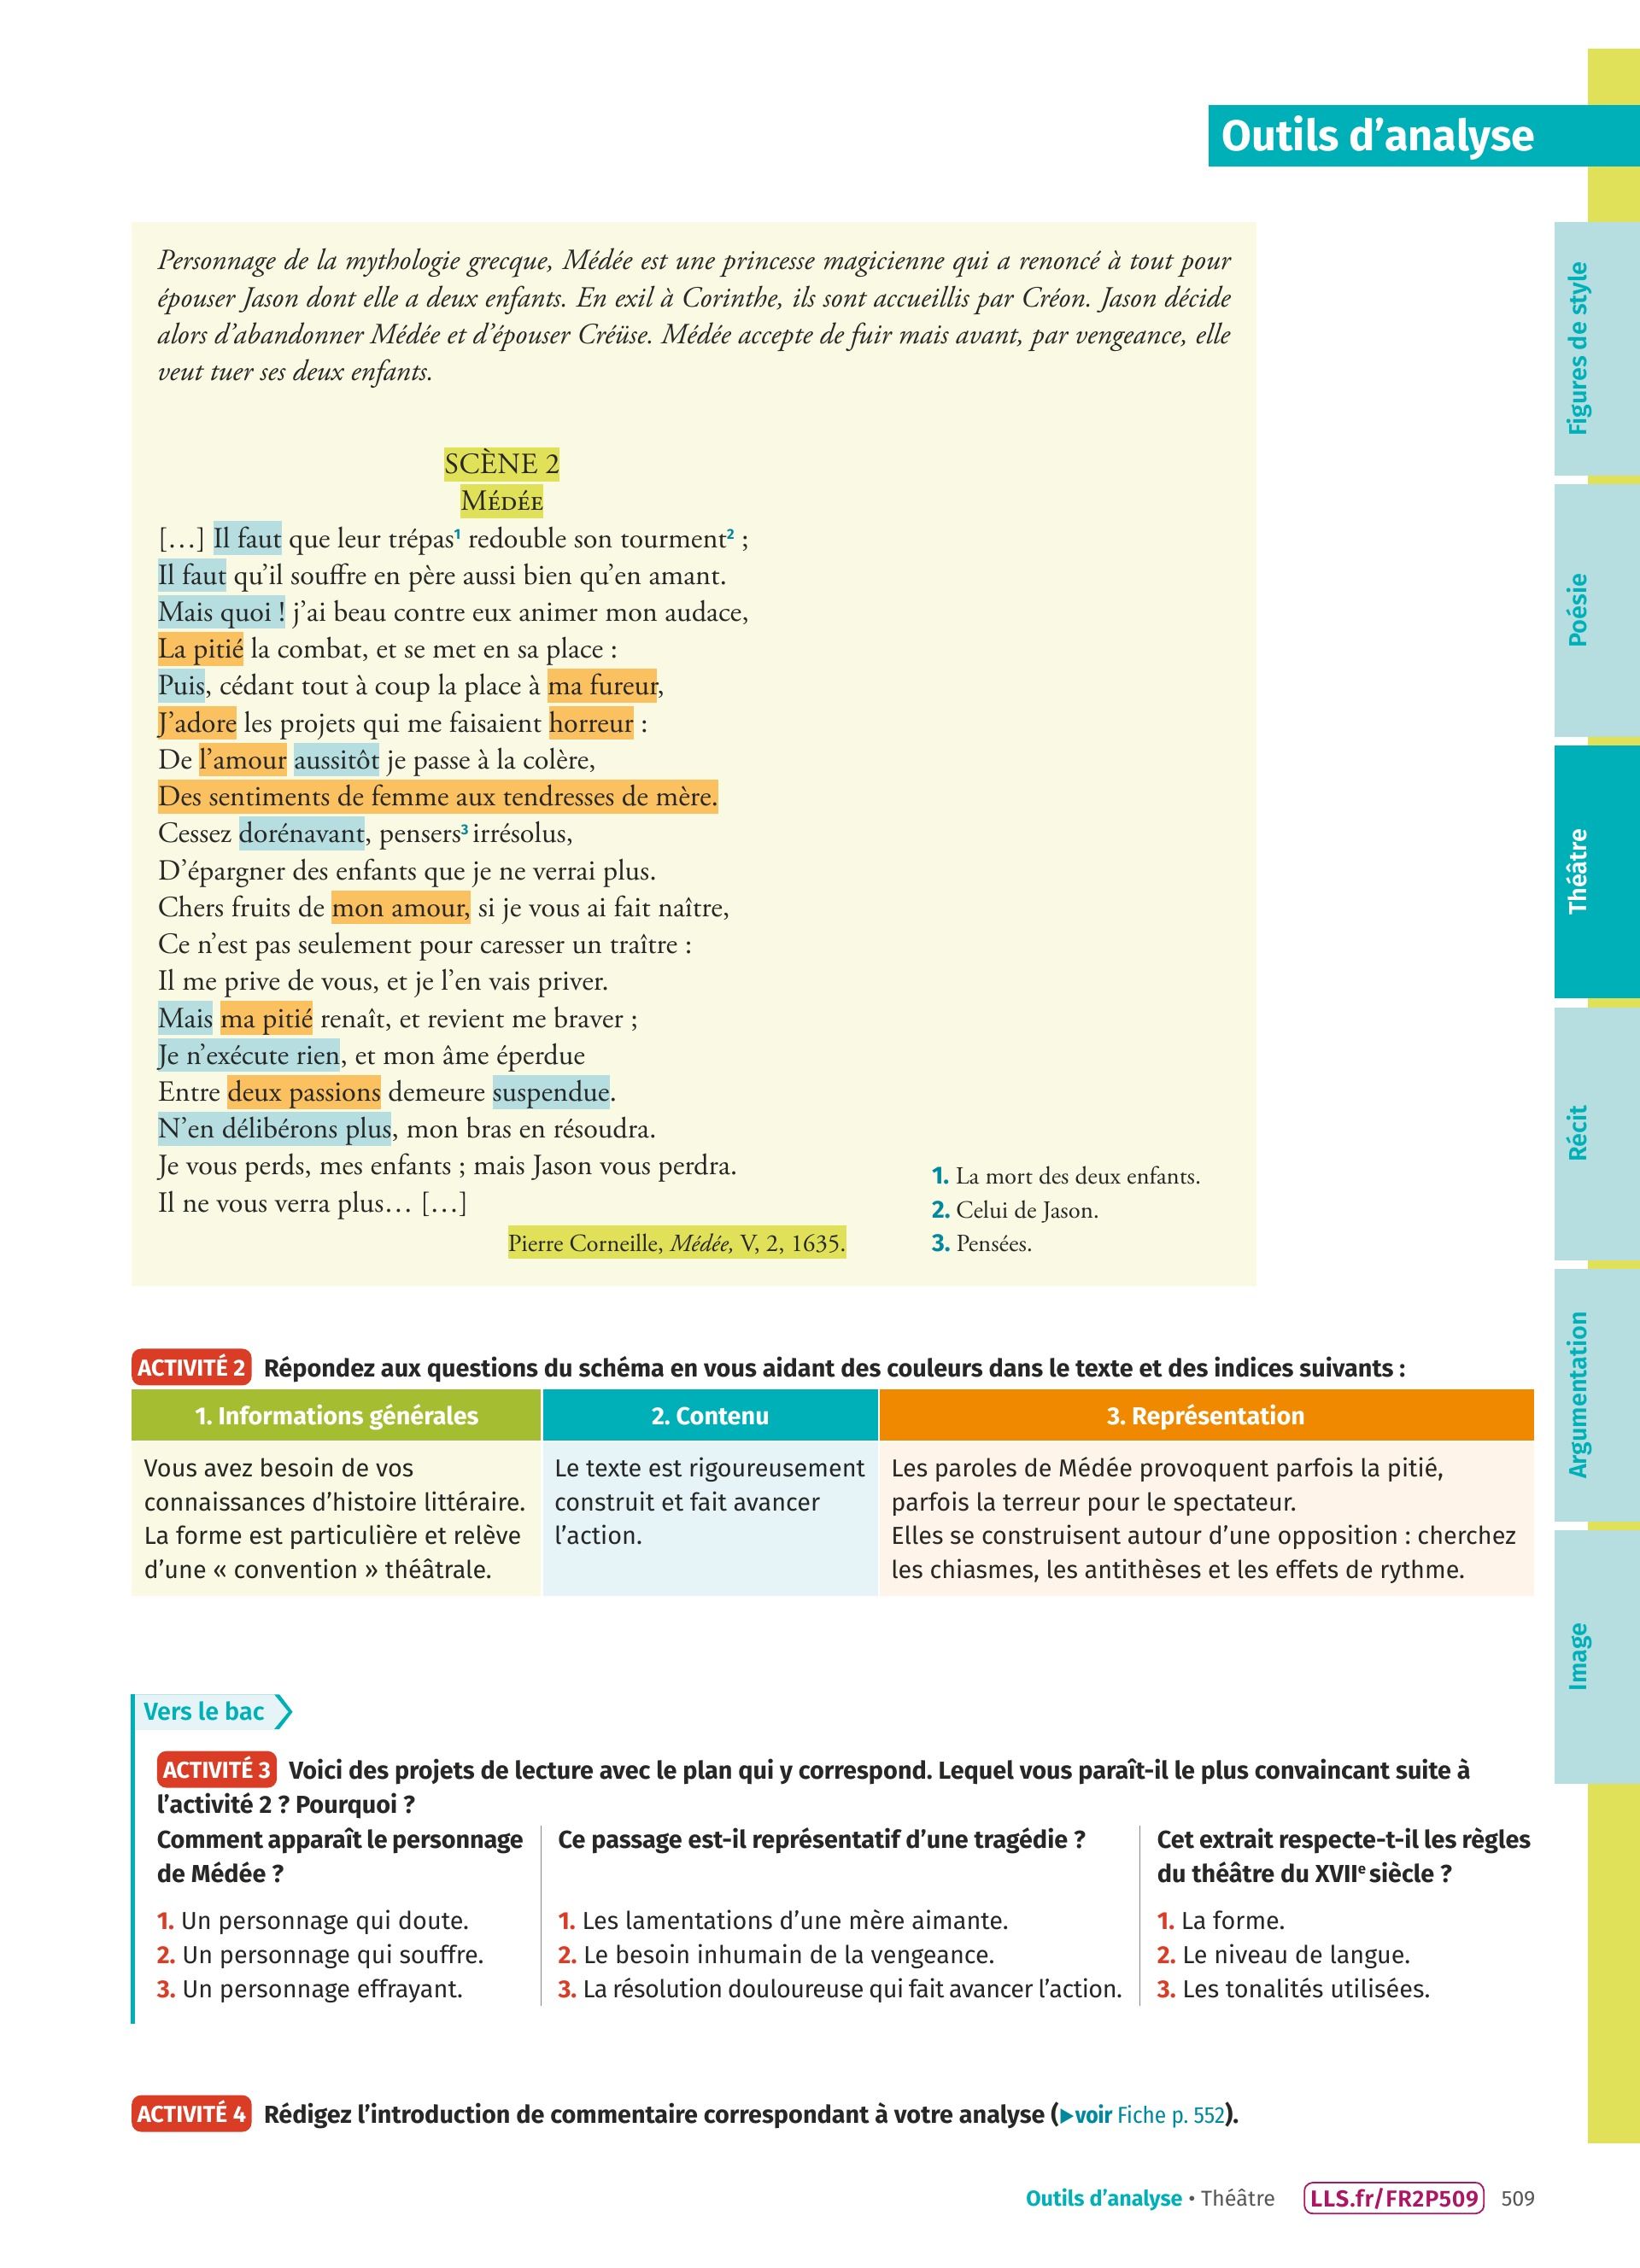 Outils d’analyse
Personnage de la mythologie grecque, Médée est une princesse magicienne qui a renoncé à tout pour
épouser Jason dont elle a deux enfants. En exil à Corinthe, ils sont accueillis par Créon. Jason décide
alors d’abandonner Médée et d’épouser Créüse. Médée accepte de fuir mais avant, par vengeance, elle
veut tuer ses deux enfants.
SCÈNE 2
Médée
[…] Il faut que leur trépas¹ redouble son tourment² ;
Il faut qu’il souffre en père aussi bien qu’en amant.
Mais quoi ! j’ai beau contre eux animer mon audace,
La pitié la combat, et se met en sa place :
Puis, cédant tout à coup la place à ma fureur,
J’adore les projets qui me faisaient horreur :
De l’amour aussitôt je passe à la colère,
Des sentiments de femme aux tendresses de mère.
Cessez dorénavant, pensers³ irrésolus,
D’épargner des enfants que je ne verrai plus.
Chers fruits de mon amour, si je vous ai fait naître,
Ce n’est pas seulement pour caresser un traître :
Il me prive de vous, et je l’en vais priver.
Mais ma pitié renaît, et revient me braver ;
Je n’exécute rien, et mon âme éperdue
Entre deux passions demeure suspendue.
N’en délibérons plus, mon bras en résoudra.
Je vous perds, mes enfants ; mais Jason vous perdra.
Il ne vous verra plus… […]
Pierre Corneille, Médée, V, 2, 1635.
1. La mort des deux enfants.
2. Celui de Jason.
3. Pensées.
ACTIVITÉ 2 Répondez aux questions du schéma en vous aidant des couleurs dans le texte et des indices suivants :
1. Informations générales
Vous avez besoin de vos
connaissances d’histoire littéraire.
La forme est particulière et relève
d’une « convention » théâtrale.
2. Contenu
Le texte est rigoureusement
construit et fait avancer
l’action.
3. Représentation
Les paroles de Médée provoquent parfois la pitié,
parfois la terreur pour le spectateur.
Elles se construisent autour d’une opposition : cherchez
les chiasmes, les antithèses et les effets de rythme.
Vers le bac
ACTIVITÉ 3 Voici des projets de lecture avec le plan qui y correspond. Lequel vous paraît-il le plus convaincant suite à
l’activité 2 ? Pourquoi ?
Comment apparaît le personnage
de Médée ?
1. Un personnage qui doute.
2. Un personnage qui souffre.
3. Un personnage effrayant.
Ce passage est-il représentatif d’une tragédie ?
1. Les lamentations d’une mère aimante.
2. Le besoin inhumain de la vengeance.
3. La résolution douloureuse qui fait avancer l’action.
Cet extrait respecte-t-il les règles
du théâtre du XVIIᵉ siècle ?
1. La forme.
2. Le niveau de langue.
3. Les tonalités utilisées.
ACTIVITÉ 4 Rédigez l’introduction de commentaire correspondant à votre analyse (▶voir Fiche p. 552).
Outils d’analyse • Théâtre LLS.fr/FR2P509 509
Figures de style
Poésie
Théâtre
Récit
Argumentation
Image